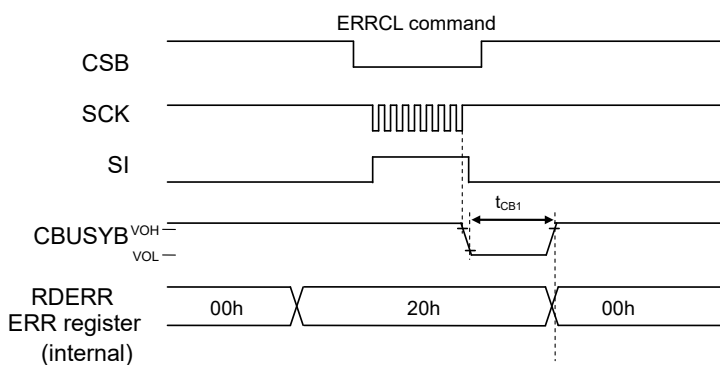 ERRCL command
CSB
SCK
SI
tCB1
CBUSYB VOH
VOL
RDERR
ERR register
(internal)
00h 20h 00h